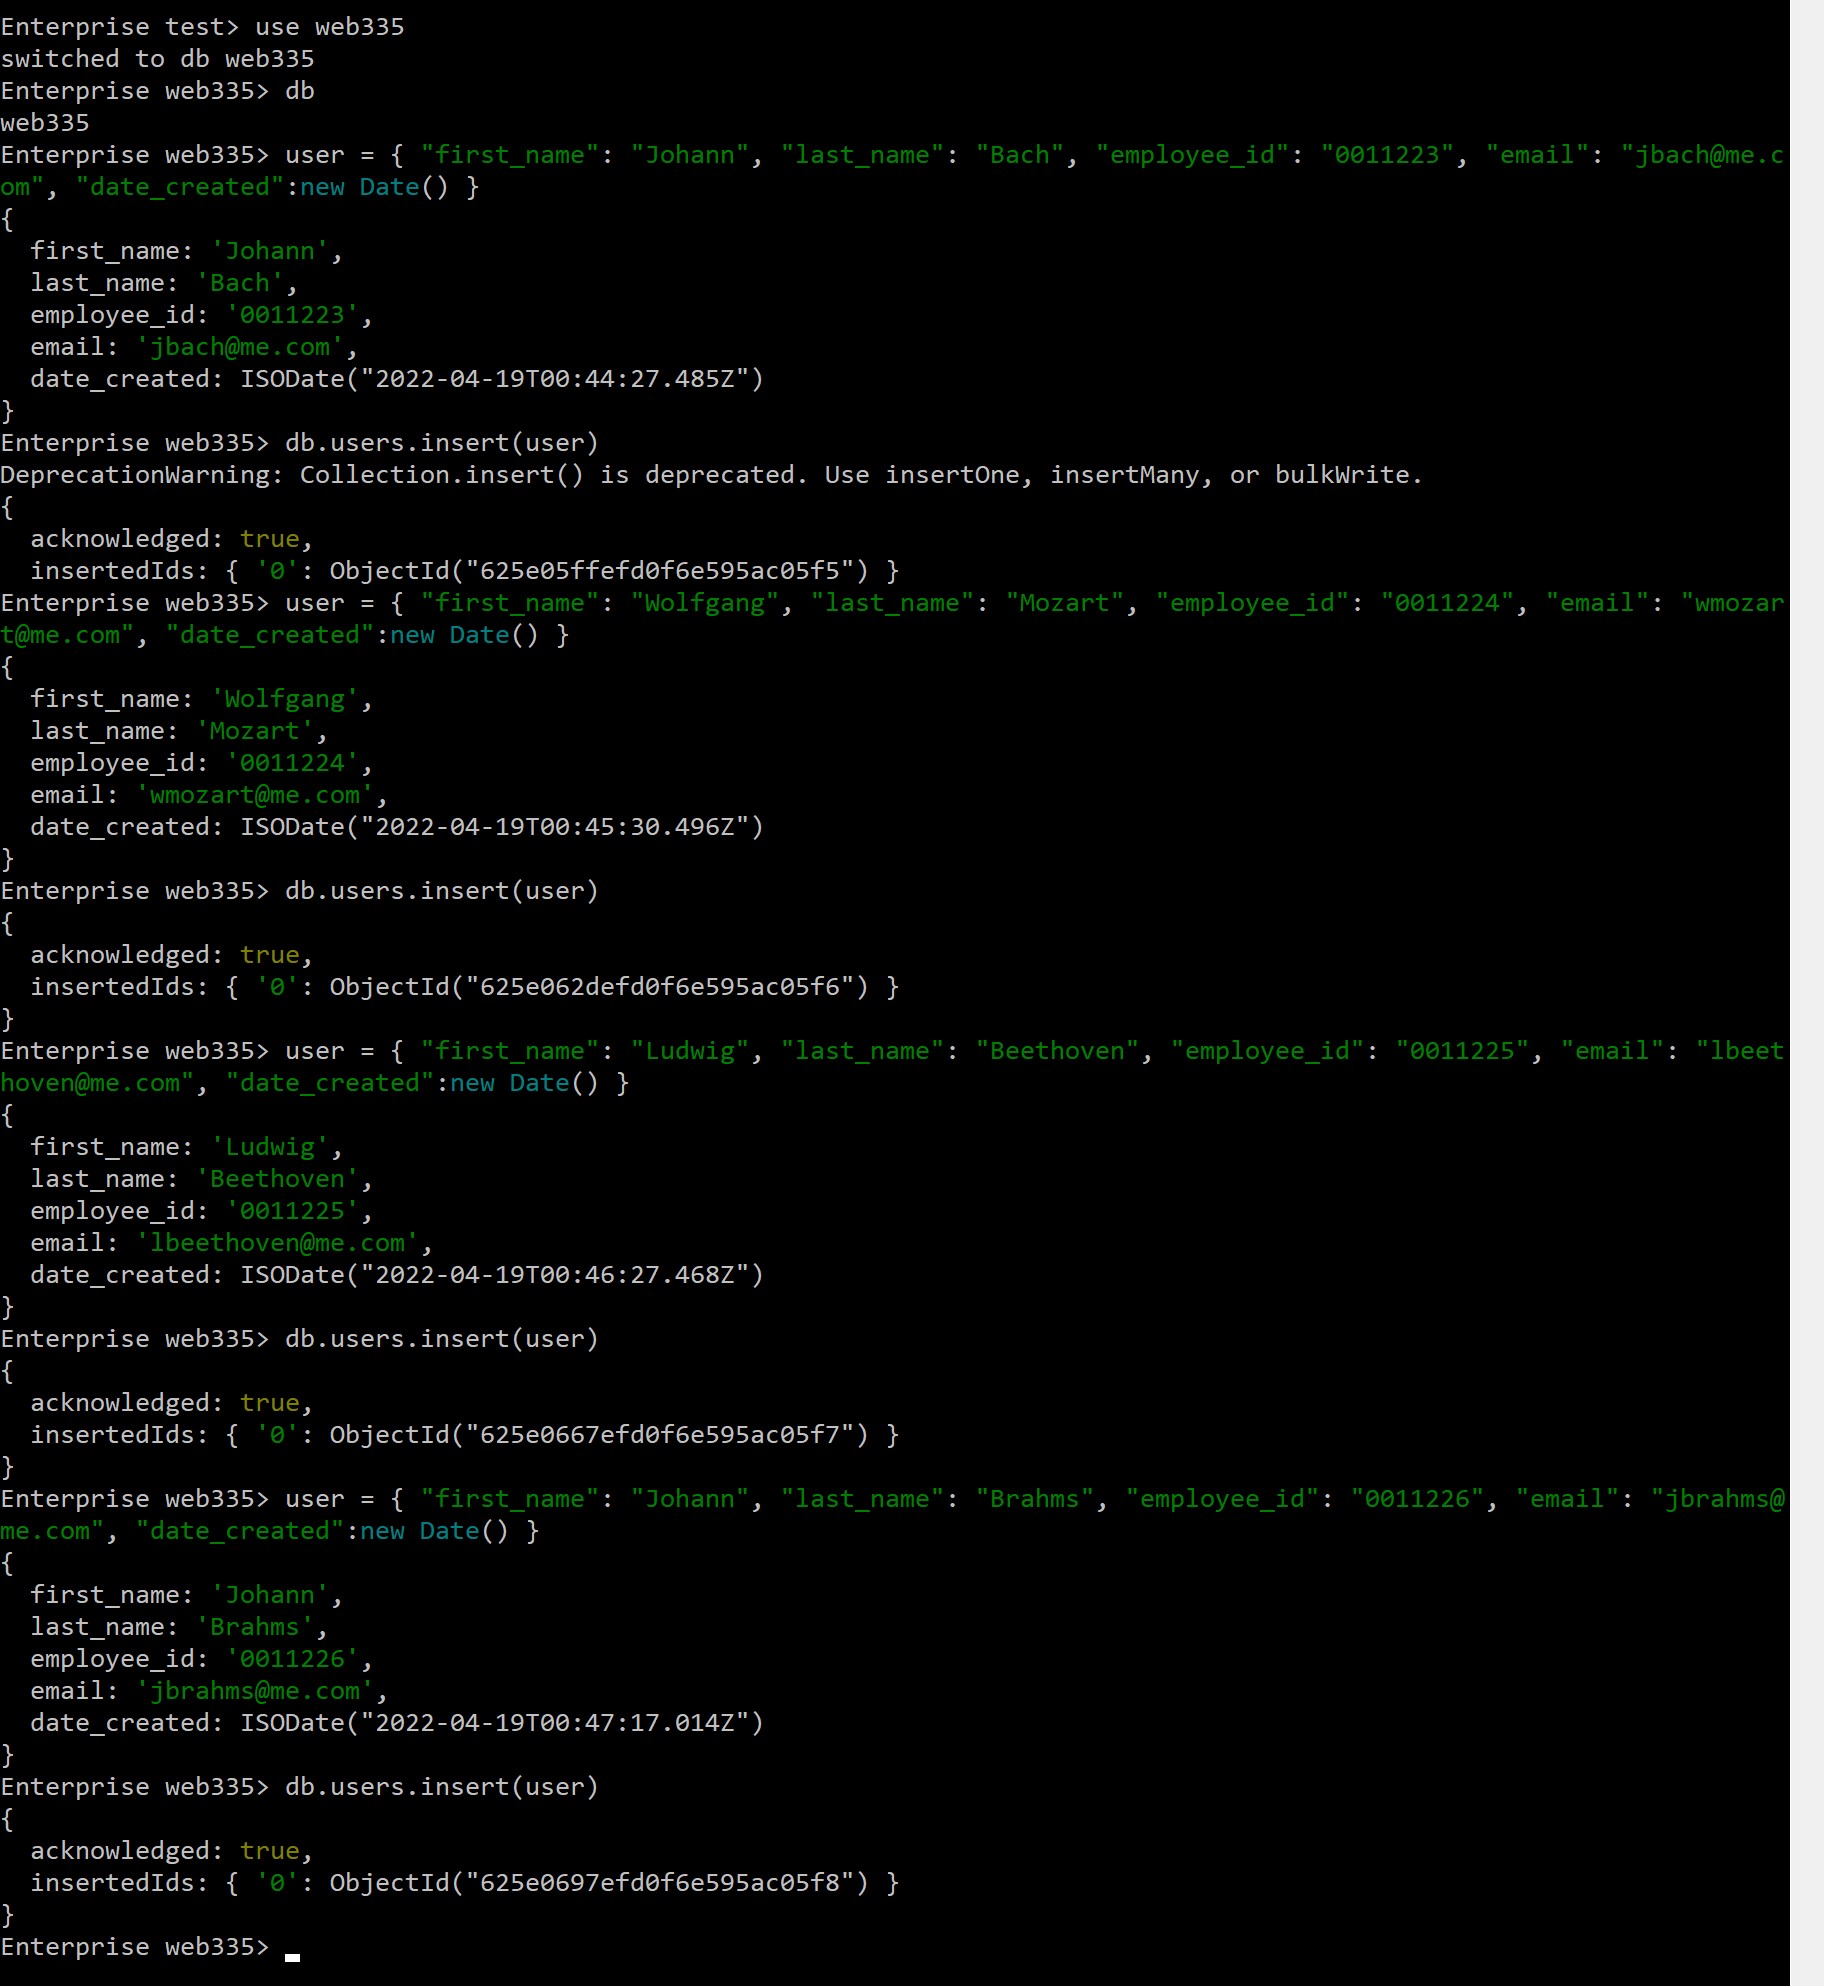 Enterprise test> use web335
switched to db web335
Enterprise web335> db
web335
Enterprise web335> user = { "first_name": "Johann", "last_name": "Bach", "employee_id": "0011223", "email": "jbach@me.c
om", "date_created":new Date() }
{
  first_name: 'Johann',
  last_name: 'Bach',
  employee_id: '0011223',
  email: 'jbach@me.com',
  date_created: ISODate("2022-04-19T00:44:27.485Z")
}
Enterprise web335> db.users.insert(user)
DeprecationWarning: Collection.insert() is deprecated. Use insertOne, insertMany, or bulkWrite.
{
  acknowledged: true,
  insertedIds: { '0': ObjectId("625e05ffefd0f6e595ac05f5") }
Enterprise web335> user = { "first_name": "Wolfgang", "last_name": "Mozart", "employee_id": "0011224", "email": "wmozar
t@me.com", "date_created":new Date() }
{
  first_name: 'Wolfgang',
  last_name: 'Mozart',
  employee_id: '0011224',
  email: 'wmozart@me.com',
  date_created: ISODate("2022-04-19T00:45:30.496Z")
}
Enterprise web335> db.users.insert(user)
{
  acknowledged: true,
  insertedIds: { '0': ObjectId("625e062defd0f6e595ac05f6") }
}
Enterprise web335> user = { "first_name": "Ludwig", "last_name": "Beethoven", "employee_id": "0011225", "email": "lbeet
hoven@me.com", "date_created":new Date() }
{
  first_name: 'Ludwig',
  last_name: 'Beethoven',
  employee_id: '0011225',
  email: 'lbeethoven@me.com',
  date_created: ISODate("2022-04-19T00:46:27.468Z")
}
Enterprise web335> db.users.insert(user)
{
  acknowledged: true,
  insertedIds: { '0': ObjectId("625e0667efd0f6e595ac05f7") }
}
Enterprise web335> user = { "first_name": "Johann", "last_name": "Brahms", "employee_id": "0011226", "email": "jbrahms@
me.com", "date_created":new Date() }
{
  first_name: 'Johann',
  last_name: 'Brahms',
  employee_id: '0011226',
  email: 'jbrahms@me.com',
  date_created: ISODate("2022-04-19T00:47:17.014Z")
}
Enterprise web335> db.users.insert(user)
{
  acknowledged: true,
  insertedIds: { '0': ObjectId("625e0697efd0f6e595ac05f8") }
}
Enterprise web335>